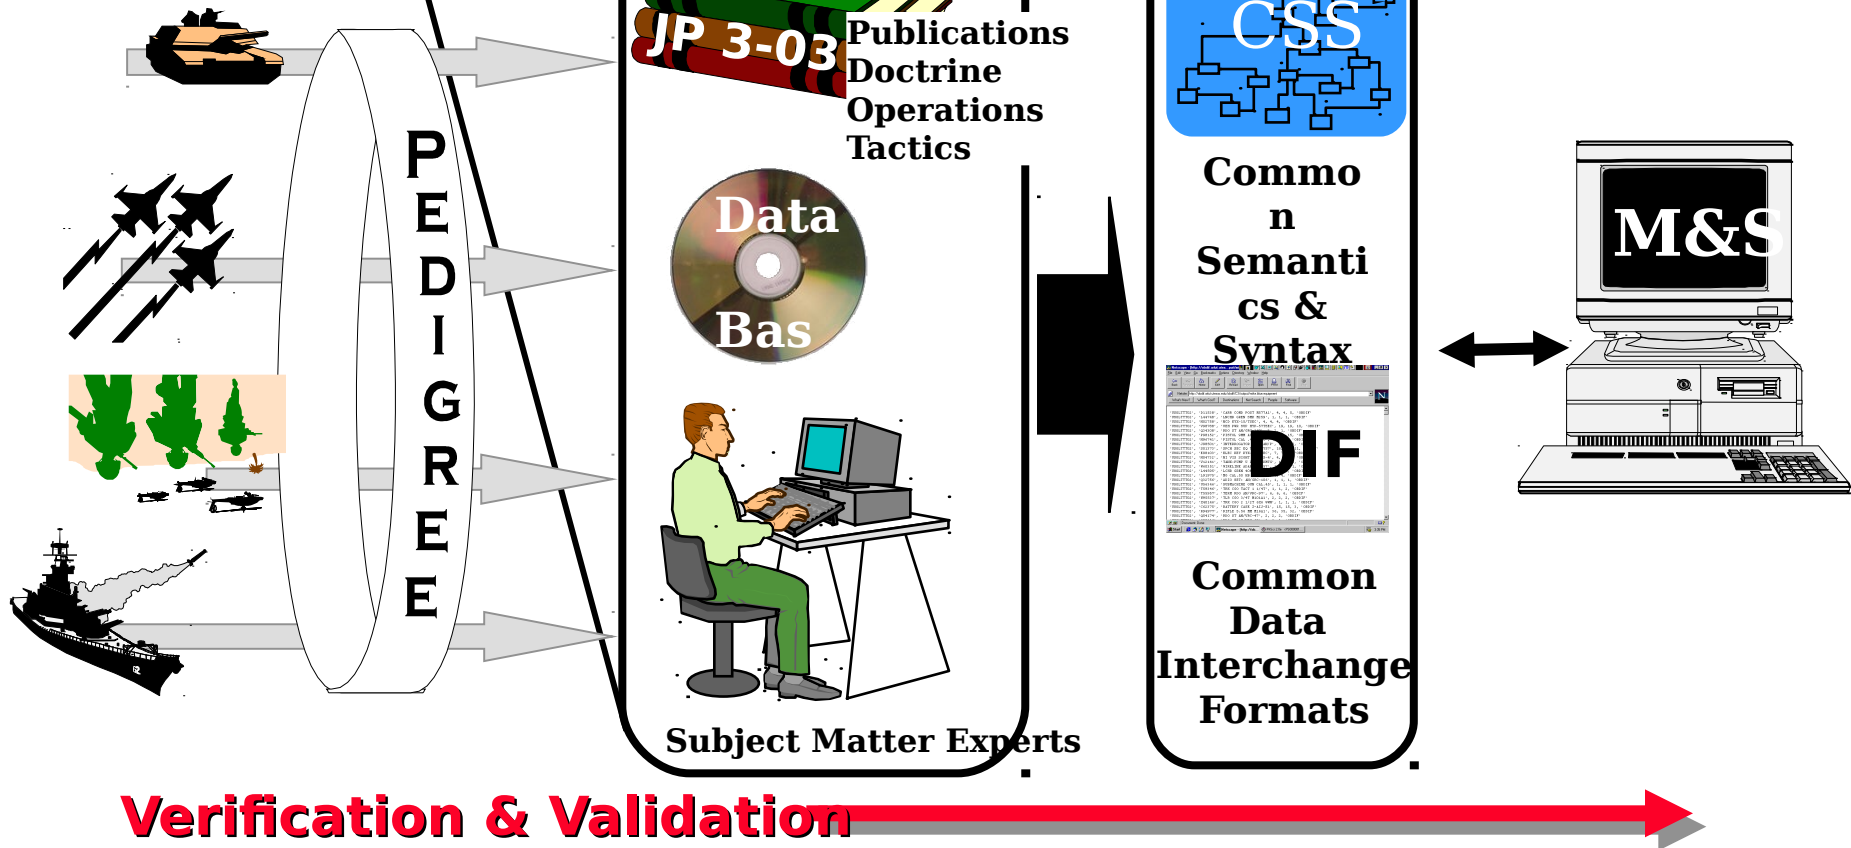 JP 3-03
Publications
Doctrine
Operations
Tactics
CSS
P
E
D
I
G
R
E
E
Data
Bas
Commo
n
Semanti
cs &
Syntax
M&S
DIF
Common
Data
Interchange
Formats
Subject Matter Experts
Verification & Validation